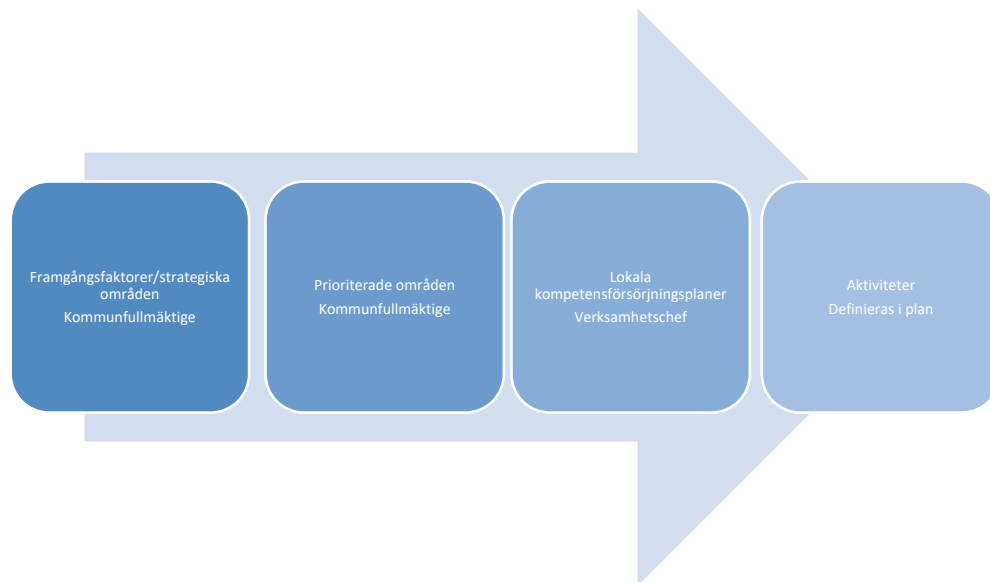 Framgångsfaktorer/strategiska
områden
Kommunfullmäktige
Prioriterade områden
Kommunfullmäktige
Lokala
kompetensförsörjningsplaner
Verksamhetschef
Aktiviteter
Definieras i plan